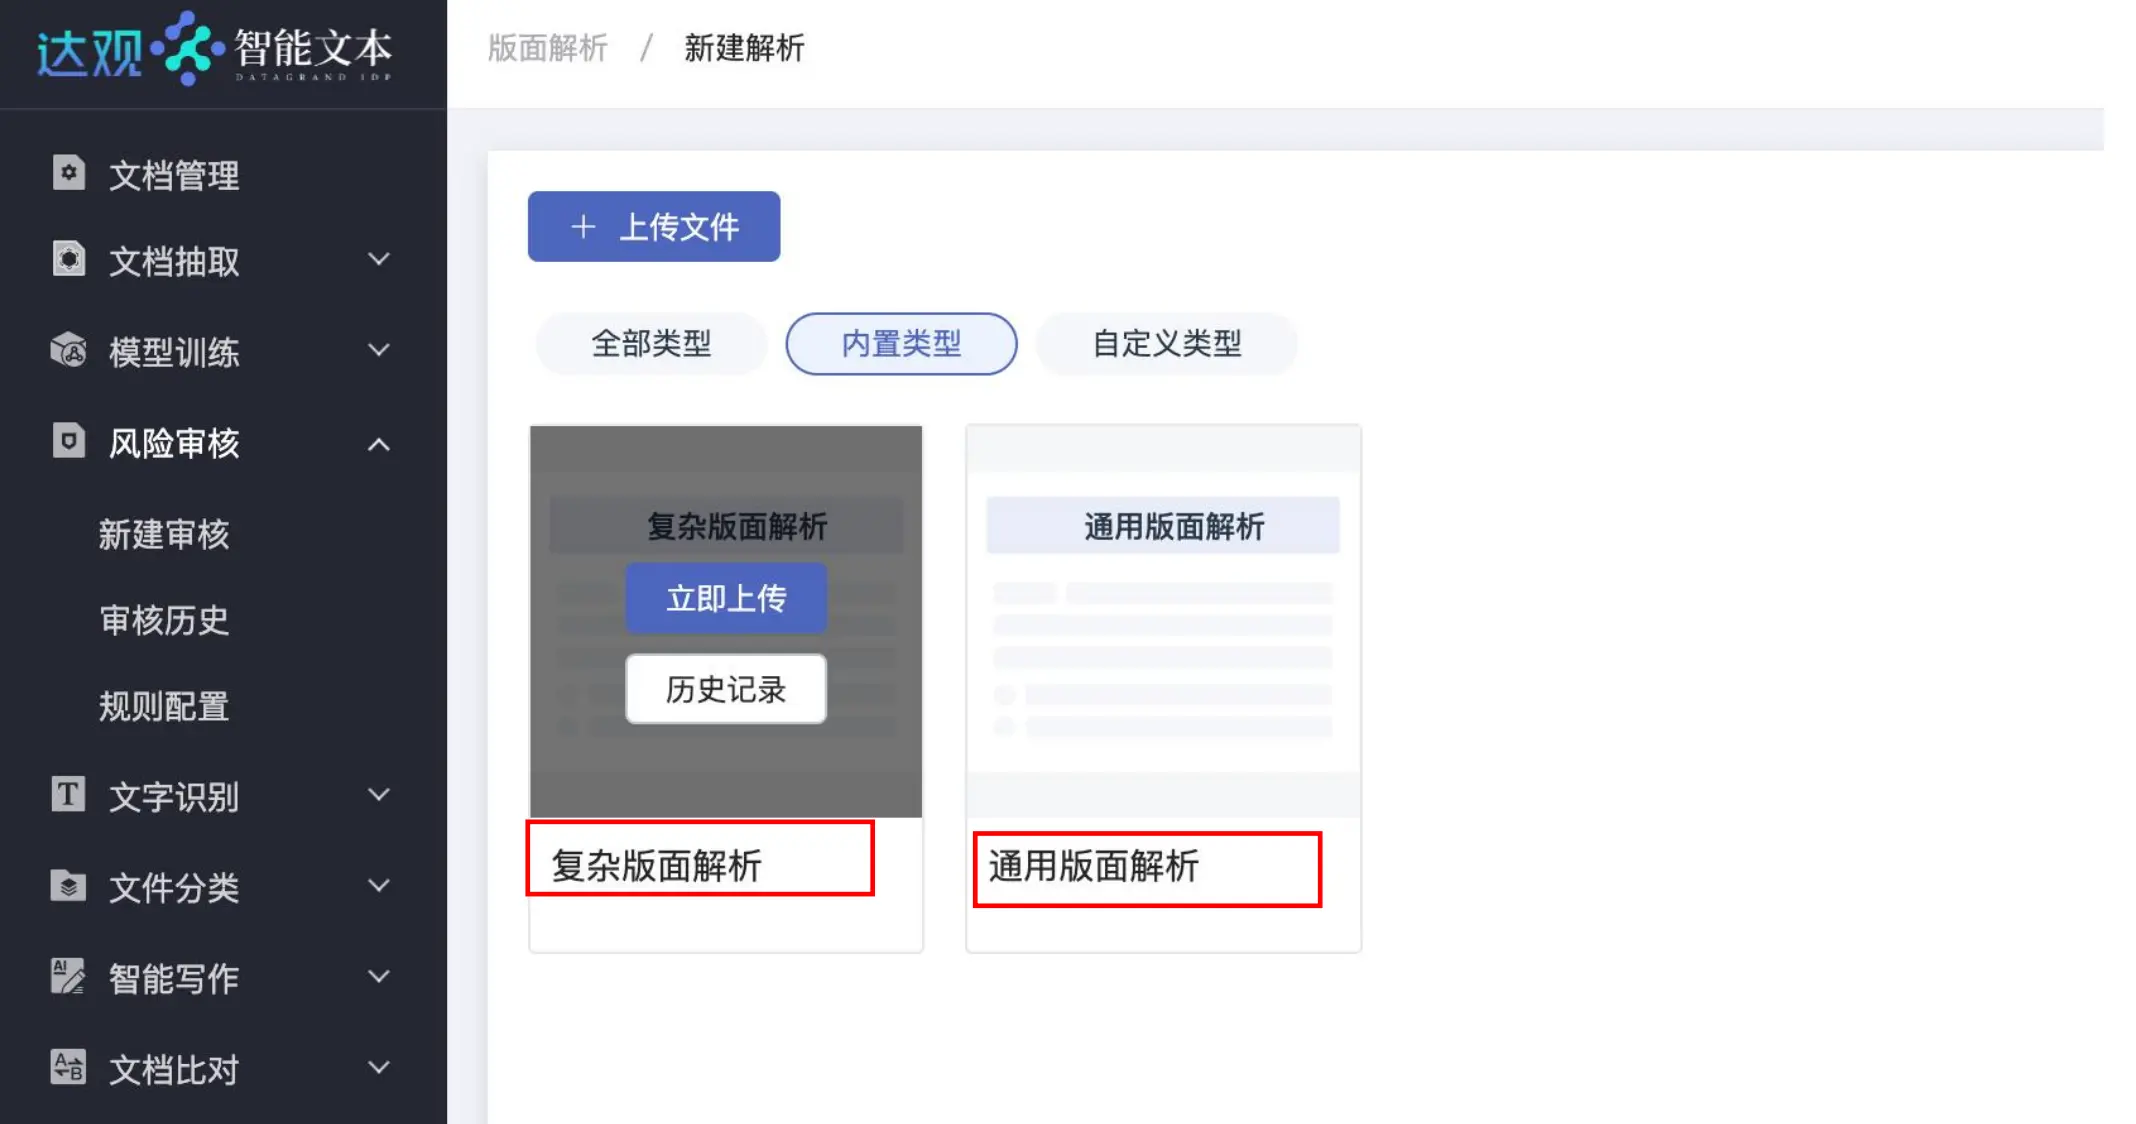 达观 智能文本
DATAGRAND IDP
文档管理
文档抽取
模型训练
风险审核
新建审核
审核历史
规则配置
文字识别
文件分类
智能写作
文档比对
版面解析 / 新建解析
+ 上传文件
全部类型 内置类型 自定义类型
复杂版面解析
立即上传
历史记录
复杂版面解析
通用版面解析
通用版面解析